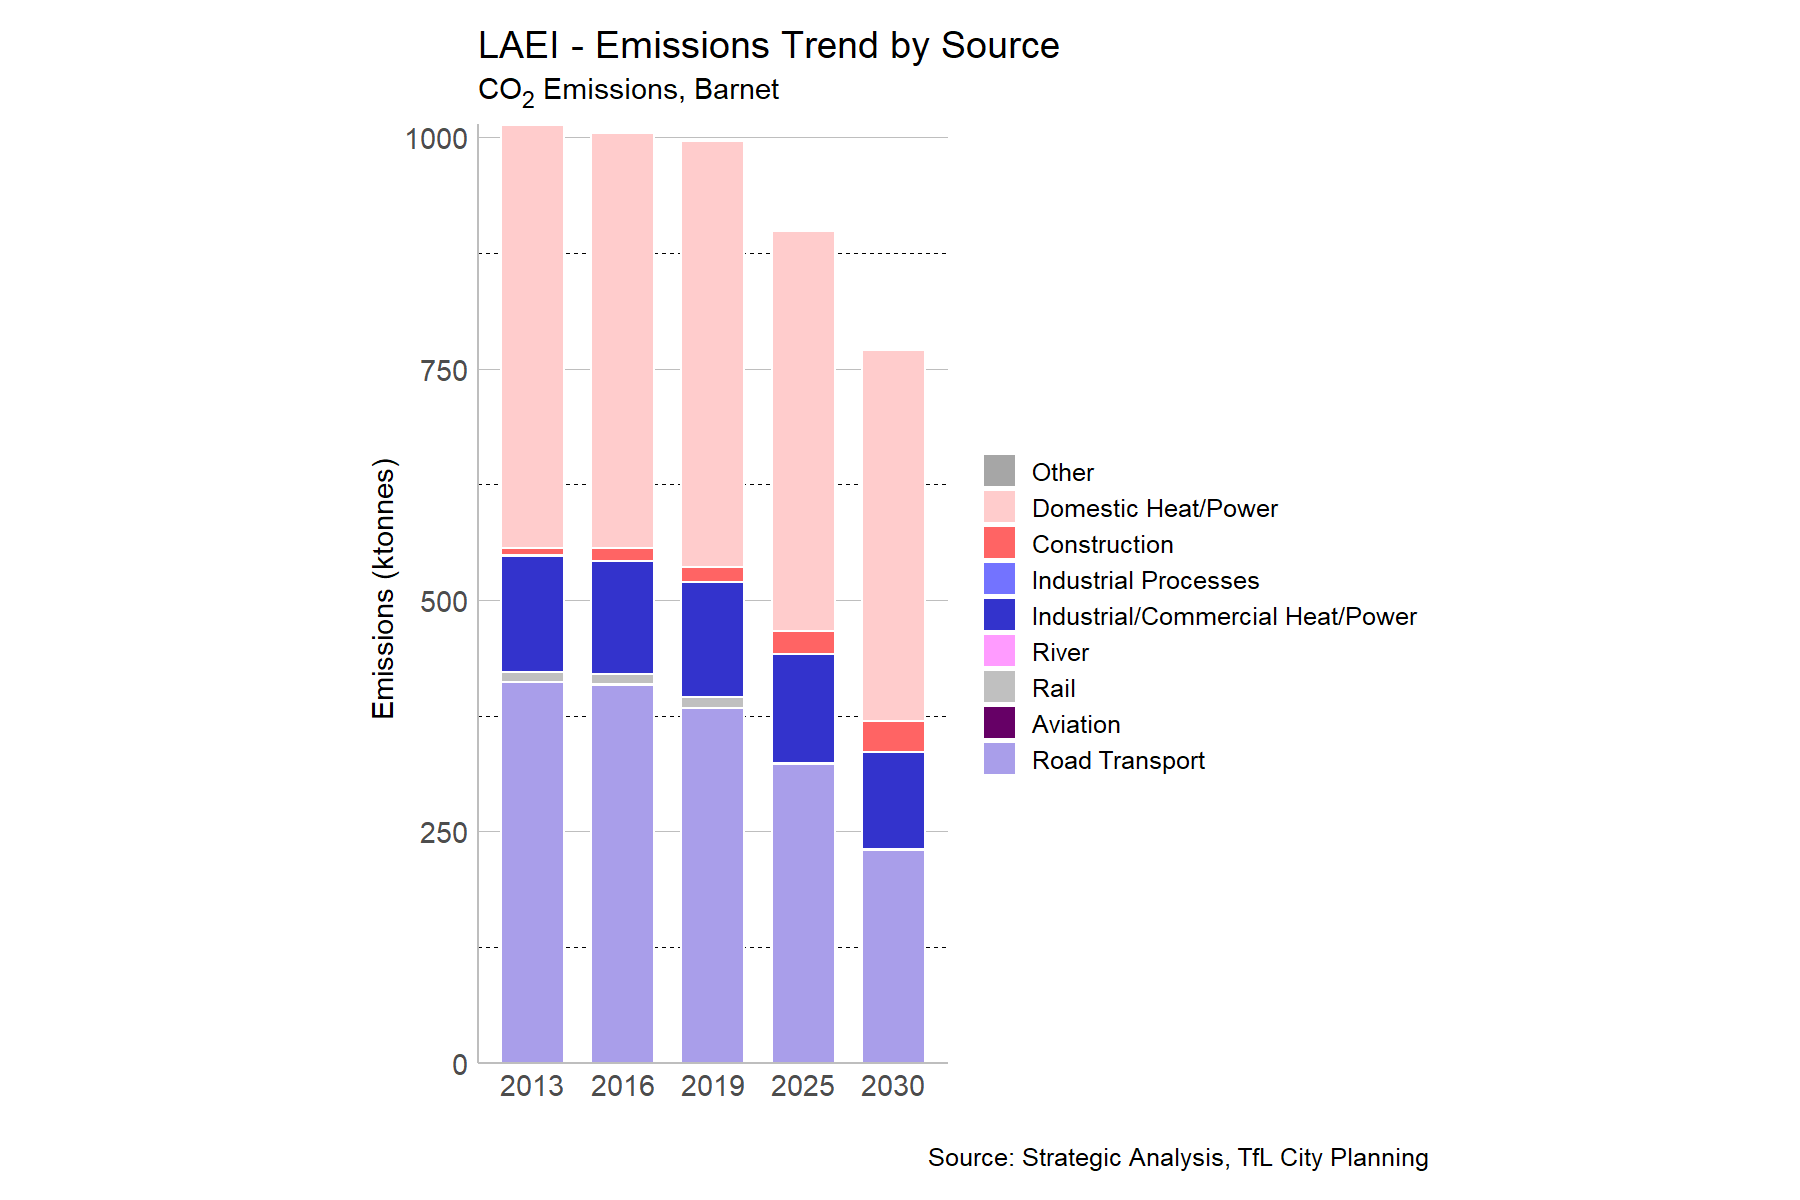 LAEI - Emissions Trend by Source
CO₂ Emissions, Barnet
Emissions (ktonnes)
1000
750
500
250
0
2013 2016 2019 2025 2030
Other
Domestic Heat/Power
Construction
Industrial Processes
Industrial/Commercial Heat/Power
River
Rail
Aviation
Road Transport
Source: Strategic Analysis, TfL City Planning